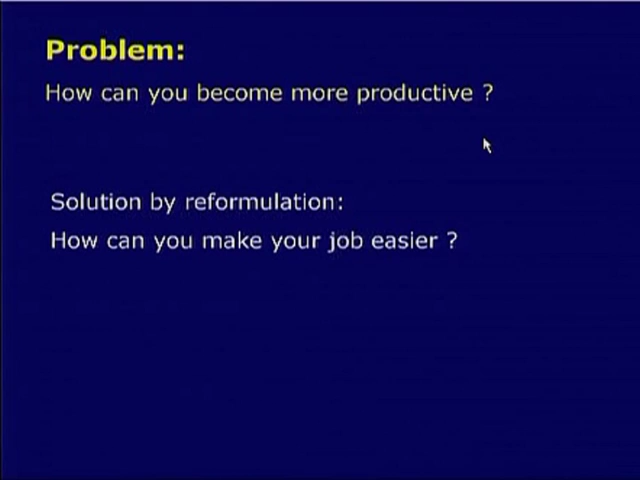 Problem:
How can you become more productive ?
Solution by reformulation:
How can you make your job easier ?